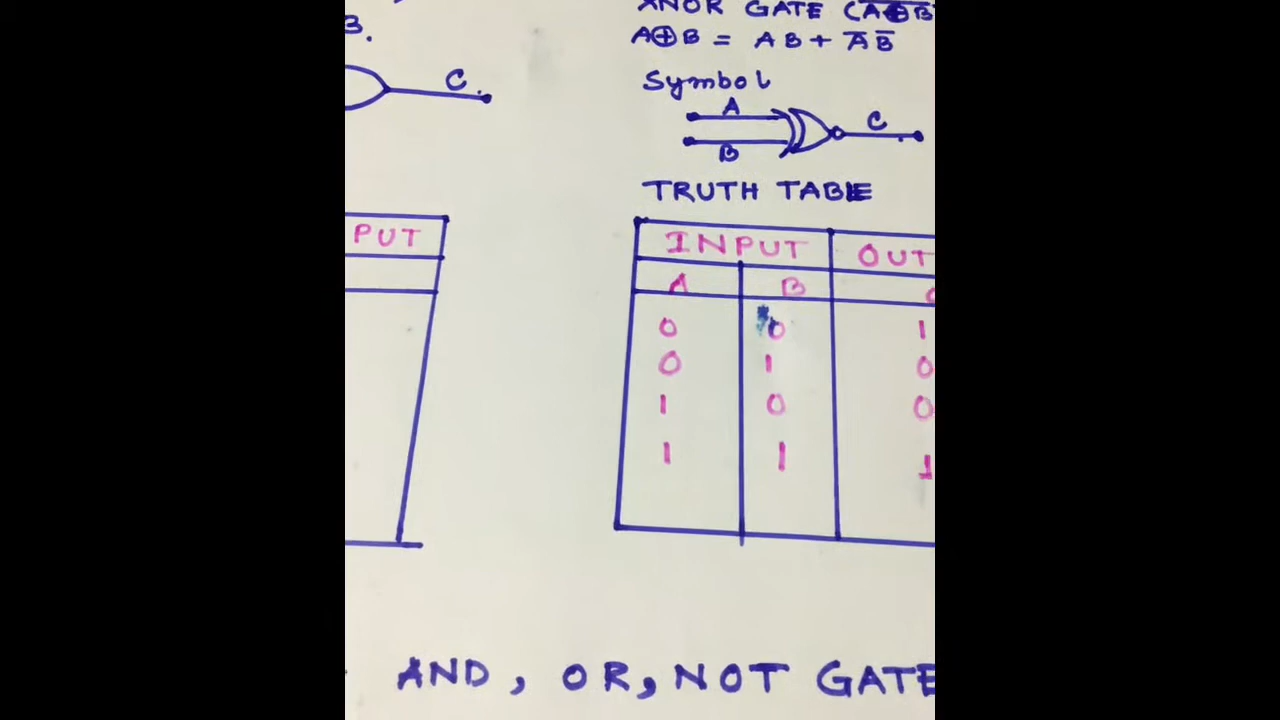 B.
C
PUT
XNOR GATE (A⊕B
A⊕B = AB + A̅ B̅
Symbol
A
B
C
TRUTH TABLE
INPUT OUT
A B
0 0 1
0 1 0
1 0 0
1 1 1
AND, OR, NOT GATE